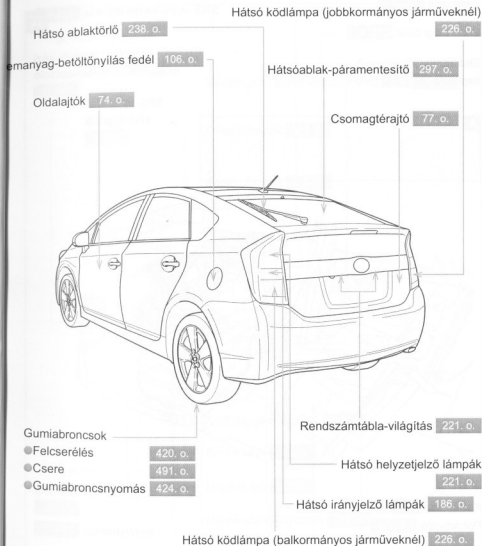 Hátsó ködlámpa (jobbkormányos járműveknél)
226. o.
Hátsó ablaktörlő 238. o.
emanyag-betöltőnyílás fedél 106. o.
Hátsóablak-páramentesítő 297. o.
Oldalajtók 74. o.
Csomagtérajtó 77. o.
Rendszámtábla-világítás 221. o.
Gumiabroncsok
Felcserélés 420. o.
Csere 491. o.
Gumiabroncsnyomás 424. o.
Hátsó helyzetjelző lámpák
221. o.
Hátsó irányjelző lámpák 186. o.
Hátsó ködlámpa (balkormányos járműveknél) 226. o.